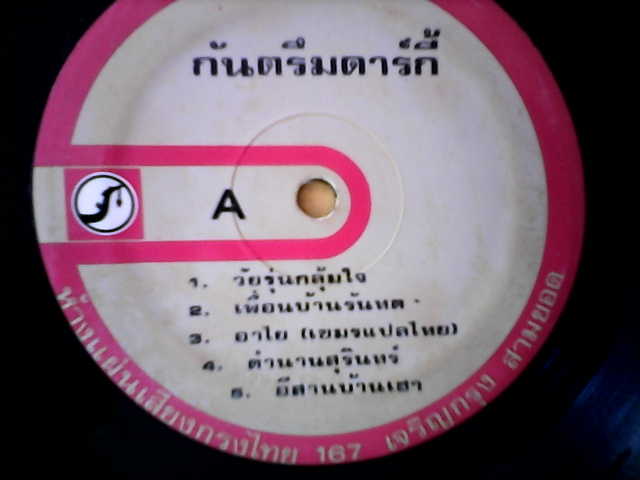 กันตรึมดาร์กี้
A
1. วัยรุ่นกลุ้มใจ
2. เพื่อนบ้านรันทด
3. อาไย (เขมรแปลไทย)
4. ตำนานสุรินทร์
5. อีสานบ้านเฮา
ห้างแผ่นเสียงกรุงไทย 167 เจริญกรุง สามยอด